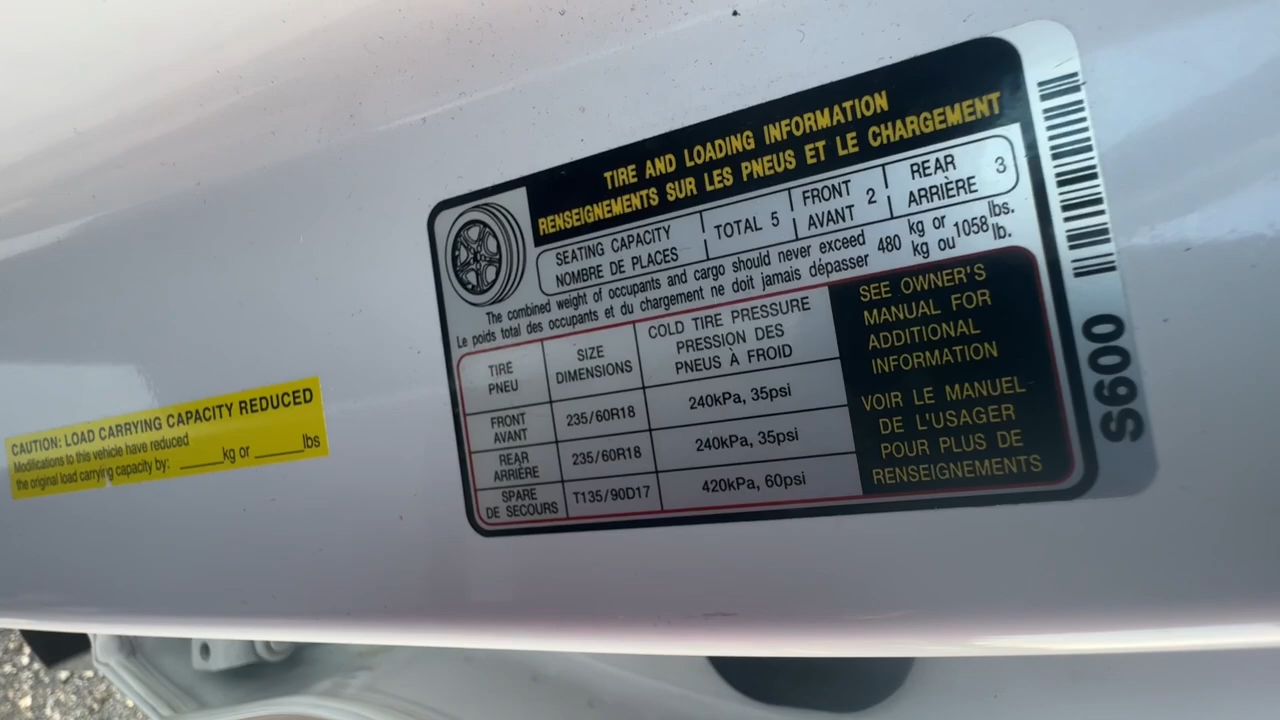 CAUTION: LOAD CARRYING CAPACITY REDUCED
Modifications to this vehicle have reduced
the original load carrying capacity by: _____kg or _____lbs
TIRE AND LOADING INFORMATION
RENSEIGNEMENTS SUR LES PNEUS ET LE CHARGEMENT
SEATING CAPACITY
NOMBRE DE PLACES
TOTAL 5
FRONT
AVANT
2
REAR
ARRIÈRE
3
The combined weight of occupants and cargo should never exceed 480 kg or 1058 lbs.
Le poids total des occupants et du chargement ne doit jamais dépasser 480 kg ou 1058 lb.
TIRE
PNEU
SIZE
DIMENSIONS
COLD TIRE PRESSURE
PRESSION DES
PNEUS À FROID
FRONT
AVANT
235/60R18
240kPa, 35psi
REAR
ARRIÈRE
235/60R18
240kPa, 35psi
SPARE
DE SECOURS
T135/90D17
420kPa, 60psi
SEE OWNER'S
MANUAL FOR
ADDITIONAL
INFORMATION
VOIR LE MANUEL
DE L'USAGER
POUR PLUS DE
RENSEIGNEMENTS
S600